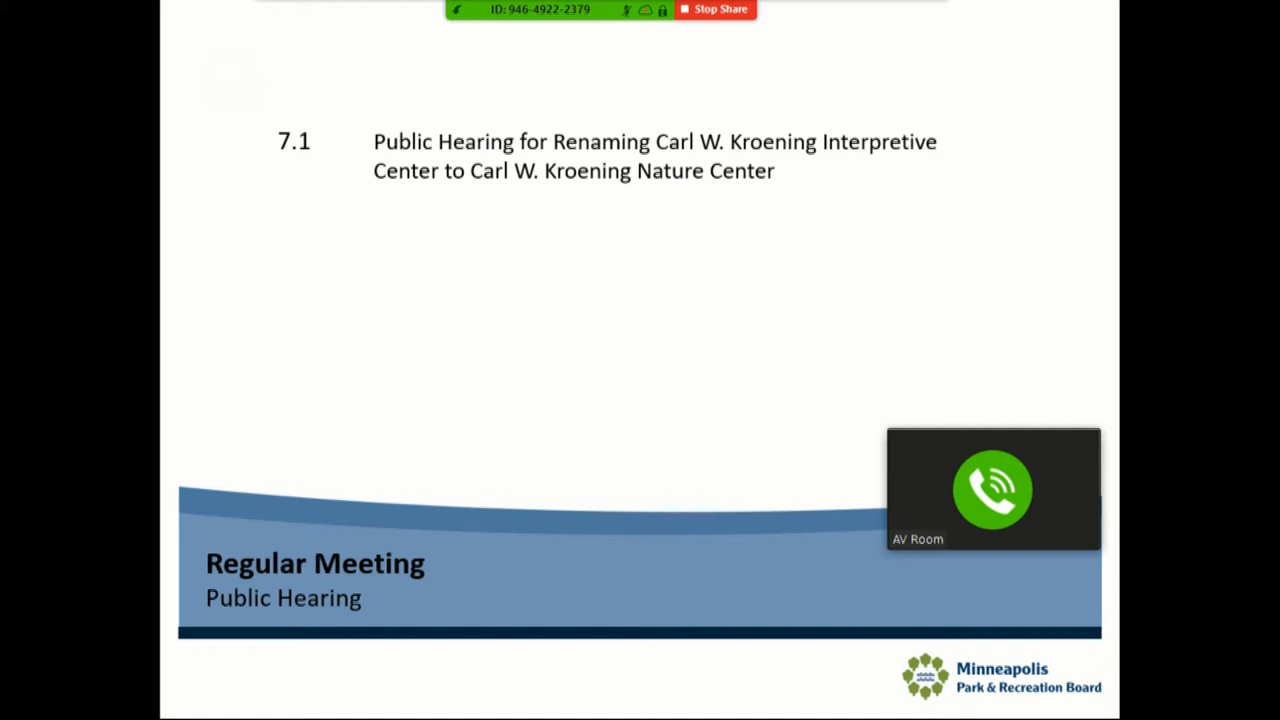 ID: 946-4922-2379 Stop Share
7.1 Public Hearing for Renaming Carl W. Kroening Interpretive
Center to Carl W. Kroening Nature Center
AV Room
Regular Meeting
Public Hearing
Minneapolis
Park & Recreation Board